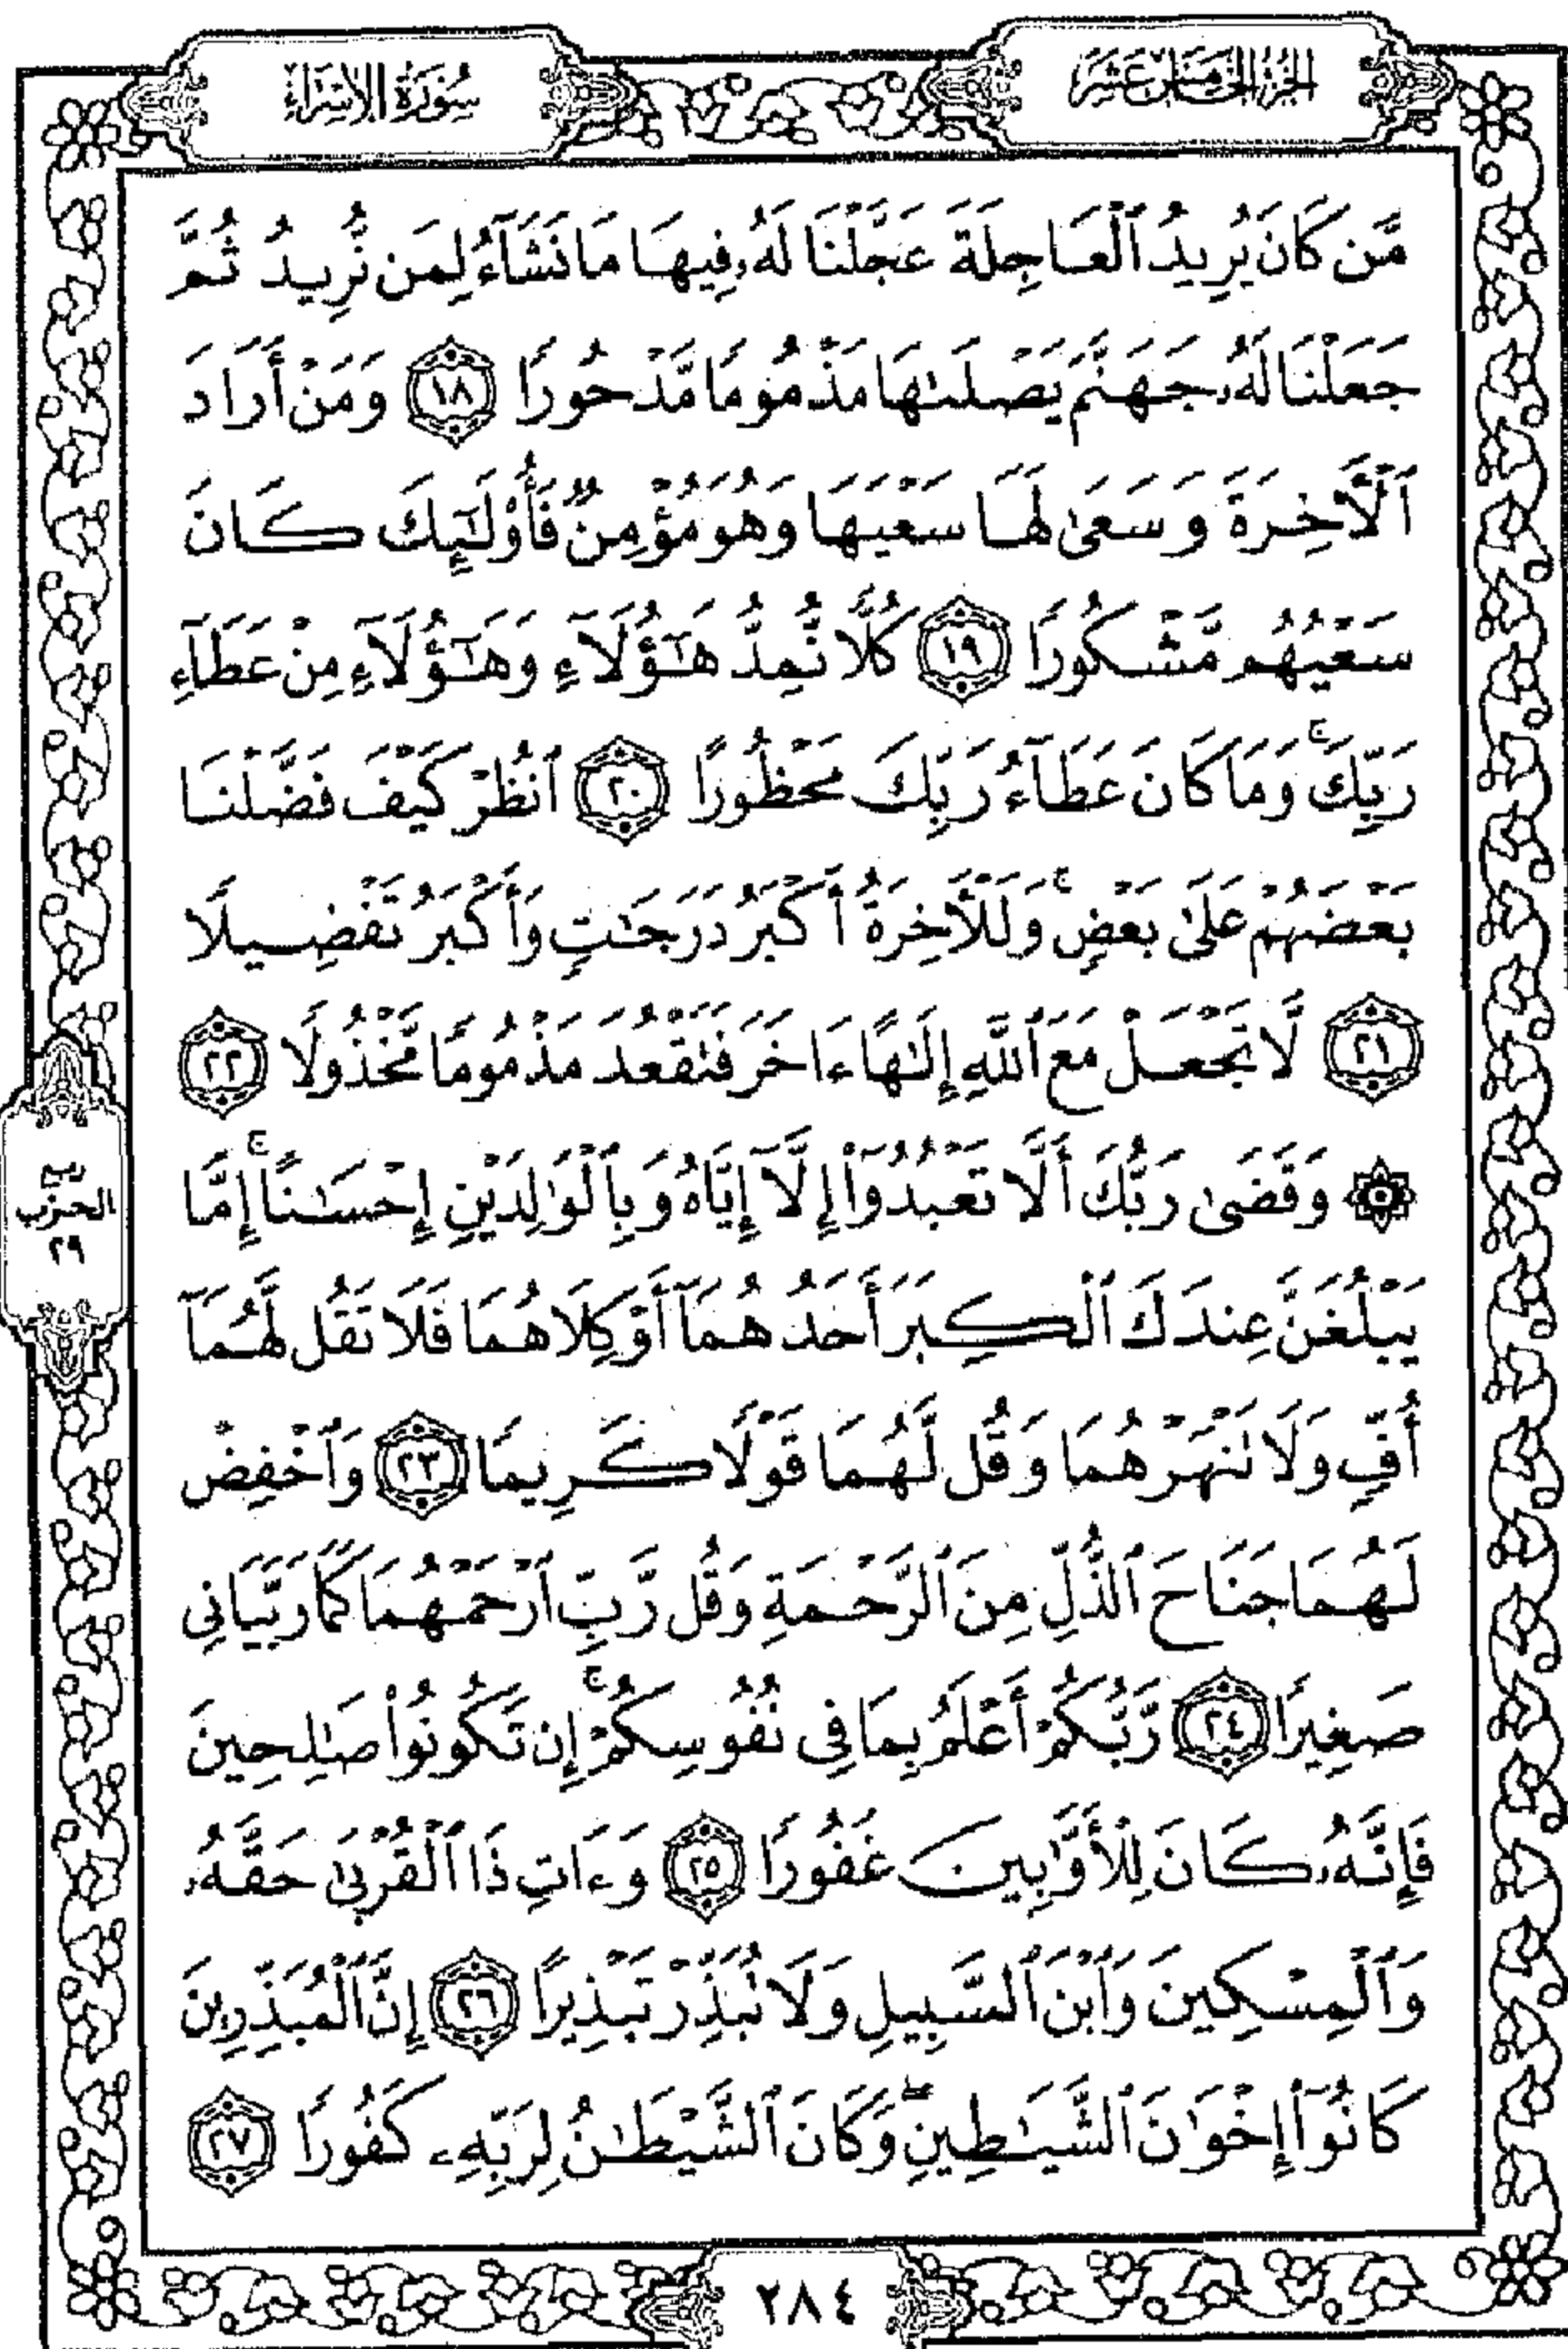 الجزء الخامس عشر
سورة الإسراء
مَّن كَانَ يُرِيدُ ٱلْعَاجِلَةَ عَجَّلْنَا لَهُۥ فِيهَا مَا نَشَآءُ لِمَن نُّرِيدُ ثُمَّ
جَعَلْنَا لَهُۥ جَهَنَّمَ يَصْلَىٰهَا مَذْمُومًا مَّدْحُورًا ١٨ وَمَنْ أَرَادَ
ٱلْأَخِرَةَ وَسَعَىٰ لَهَا سَعْيَهَا وَهُوَ مُؤْمِنٌ فَأُو۟لَٰٓئِكَ كَانَ
سَعْيُهُم مَّشْكُورًا ١٩ كُلًّا نُّمِدُّ هَٰٓؤُلَآءِ وَهَٰٓؤُلَآءِ مِنْ عَطَآءِ
رَبِّكَ ۚ وَمَا كَانَ عَطَآءُ رَبِّكَ مَحْظُورًا ٢٠ ٱنظُرْ كَيْفَ فَضَّلْنَا
بَعْضَهُمْ عَلَىٰ بَعْضٍ ۚ وَلَلْأَخِرَةُ أَكْبَرُ دَرَجَٰتٍ وَأَكْبَرُ تَفْضِيلًا
٢١ لَّا تَجْعَلْ مَعَ ٱللَّهِ إِلَٰهًا ءَاخَرَ فَتَقْعُدَ مَذْمُومًا مَّخْذُولًا ٢٢
۞ وَقَضَىٰ رَبُّكَ أَلَّا تَعْبُدُوٓا۟ إِلَّآ إِيَّاهُ وَبِٱلْوَٰلِدَيْنِ إِحْسَٰنًا ۚ إِمَّا
يَبْلُغَنَّ عِندَكَ ٱلْكِبَرَ أَحَدُهُمَآ أَوْ كِلَاهُمَا فَلَا تَقُل لَّهُمَآ
أُفٍّ وَلَا تَنْهَرْهُمَا وَقُل لَّهُمَا قَوْلًا كَرِيمًا ٢٣ وَٱخْفِضْ
لَهُمَا جَنَاحَ ٱلذُّلِّ مِنَ ٱلرَّحْمَةِ وَقُل رَّبِّ ٱرْحَمْهُمَا كَمَا رَبَّيَانِى
صَغِيرًا ٢٤ رَّبُّكُمْ أَعْلَمُ بِمَا فِى نُفُوسِكُمْ ۚ إِن تَكُونُوا۟ صَٰلِحِينَ
فَإِنَّهُۥ كَانَ لِلْأَوَّٰبِينَ غَفُورًا ٢٥ وَءَاتِ ذَا ٱلْقُرْبَىٰ حَقَّهُۥ
وَٱلْمِسْكِينَ وَٱبْنَ ٱلسَّبِيلِ وَلَا تُبَذِّرْ تَبْذِيرًا ٢٦ إِنَّ ٱلْمُبَذِّرِينَ
كَانُوٓا۟ إِخْوَٰنَ ٱلشَّيَٰطِينِ ۖ وَكَانَ ٱلشَّيْطَٰنُ لِرَبِّهِۦ كَفُورًا ٢٧
ربع
الحزب
٢٩
٢٨٤